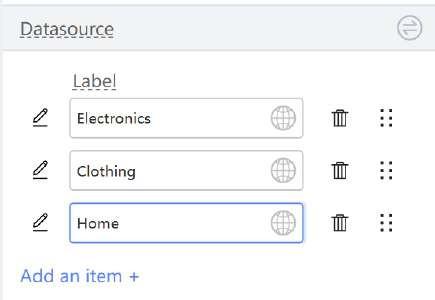 Datasource
Label
Electronics
Clothing
Home
Add an item +